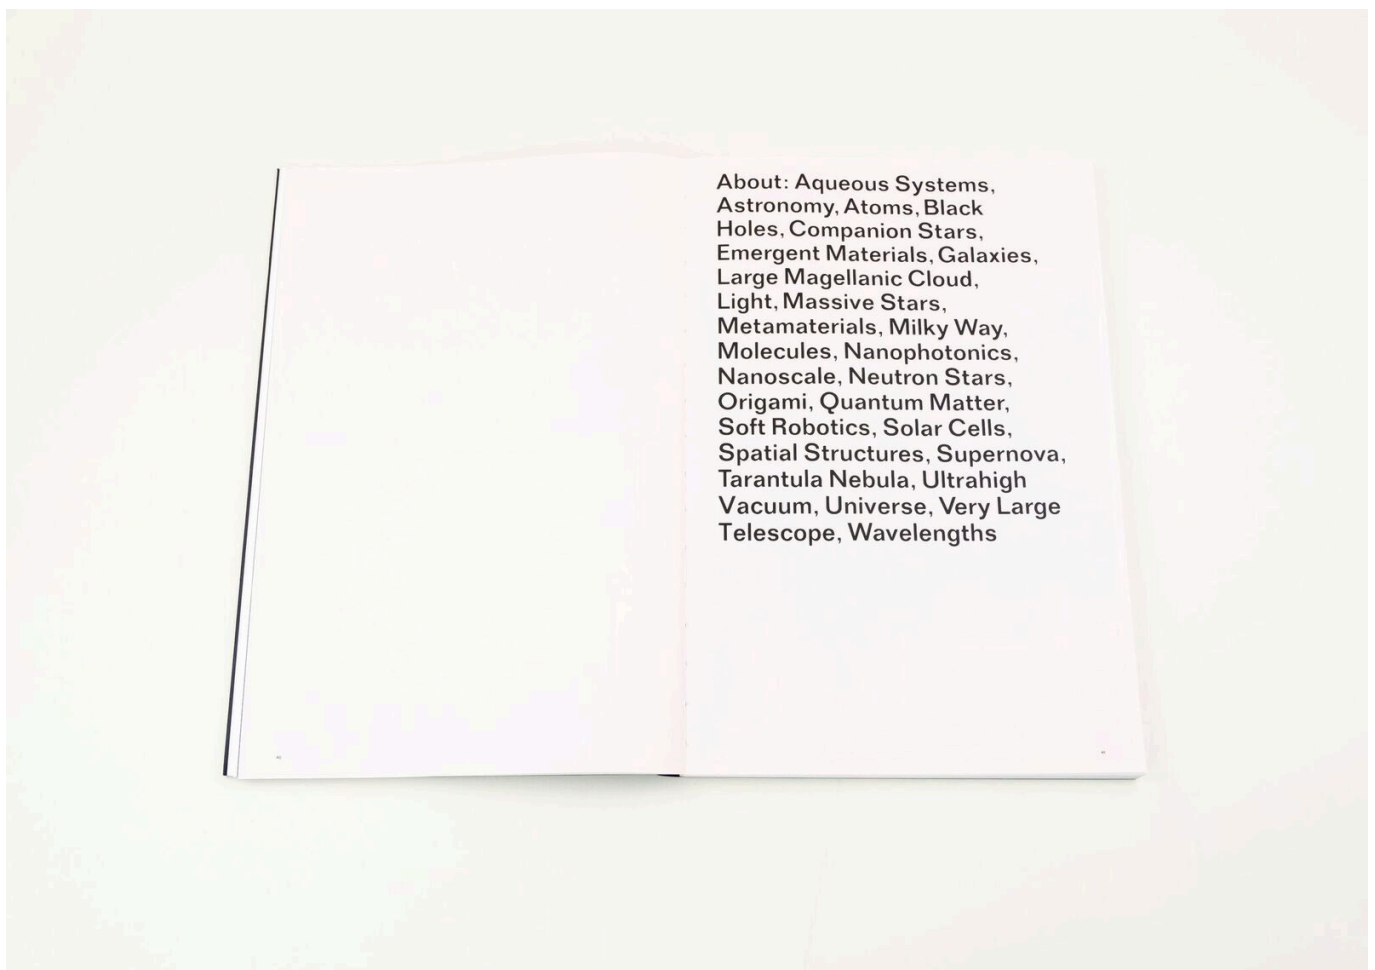 About: Aqueous Systems,
Astronomy, Atoms, Black
Holes, Companion Stars,
Emergent Materials, Galaxies,
Large Magellanic Cloud,
Light, Massive Stars,
Metamaterials, Milky Way,
Molecules, Nanophotonics,
Nanoscale, Neutron Stars,
Origami, Quantum Matter,
Soft Robotics, Solar Cells,
Spatial Structures, Supernova,
Tarantula Nebula, Ultrahigh
Vacuum, Universe, Very Large
Telescope, Wavelengths